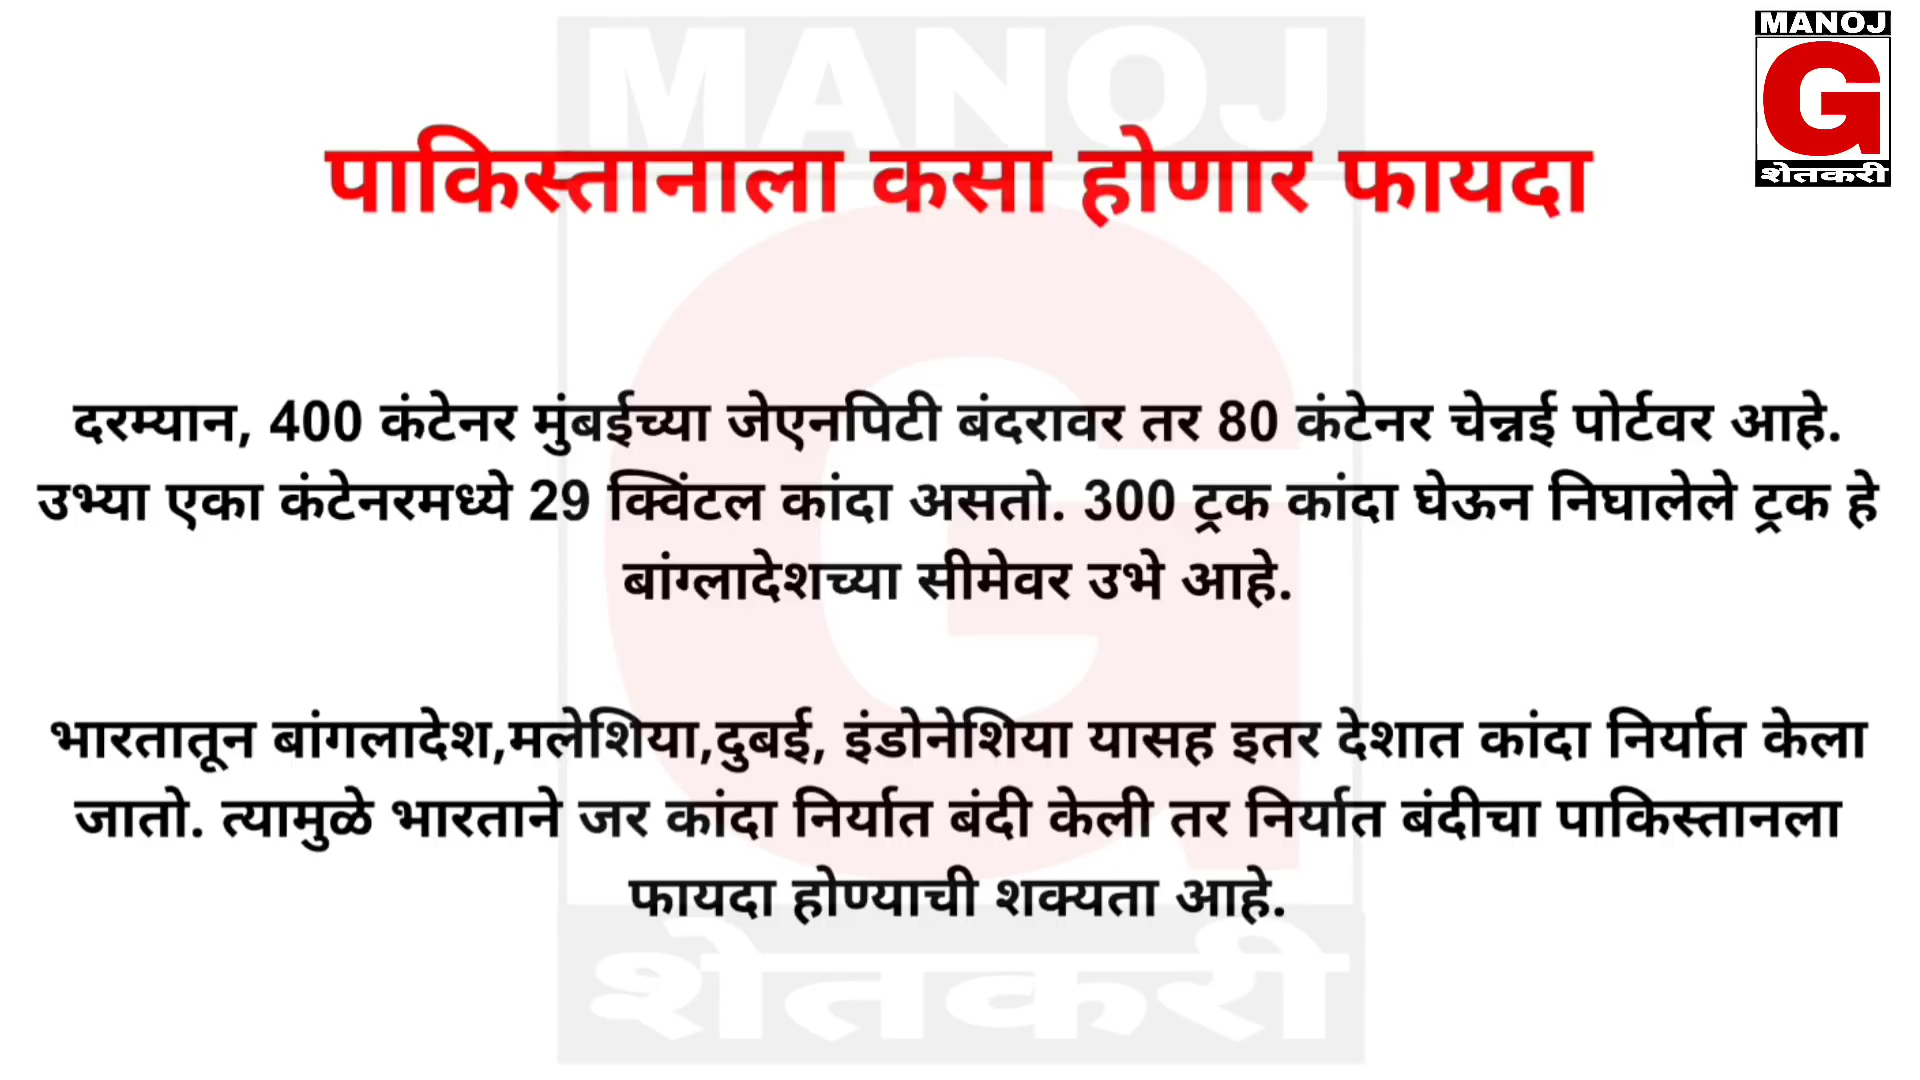 MANOJ
G
शेतकरी
पाकिस्तानाला कसा होणार फायदा
दरम्यान, 400 कंटेनर मुंबईच्या जेएनपिटी बंदरावर तर 80 कंटेनर चेन्नई पोर्टवर आहे.
उभ्या एका कंटेनरमध्ये 29 क्विंटल कांदा असतो. 300 ट्रक कांदा घेऊन निघालेले ट्रक हे
बांग्लादेशच्या सीमेवर उभे आहे.
भारतातून बांगलादेश,मलेशिया,दुबई, इंडोनेशिया यासह इतर देशात कांदा निर्यात केला
जातो. त्यामुळे भारताने जर कांदा निर्यात बंदी केली तर निर्यात बंदीचा पाकिस्तानला
फायदा होण्याची शक्यता आहे.
MANOJ
G
शेतकरी